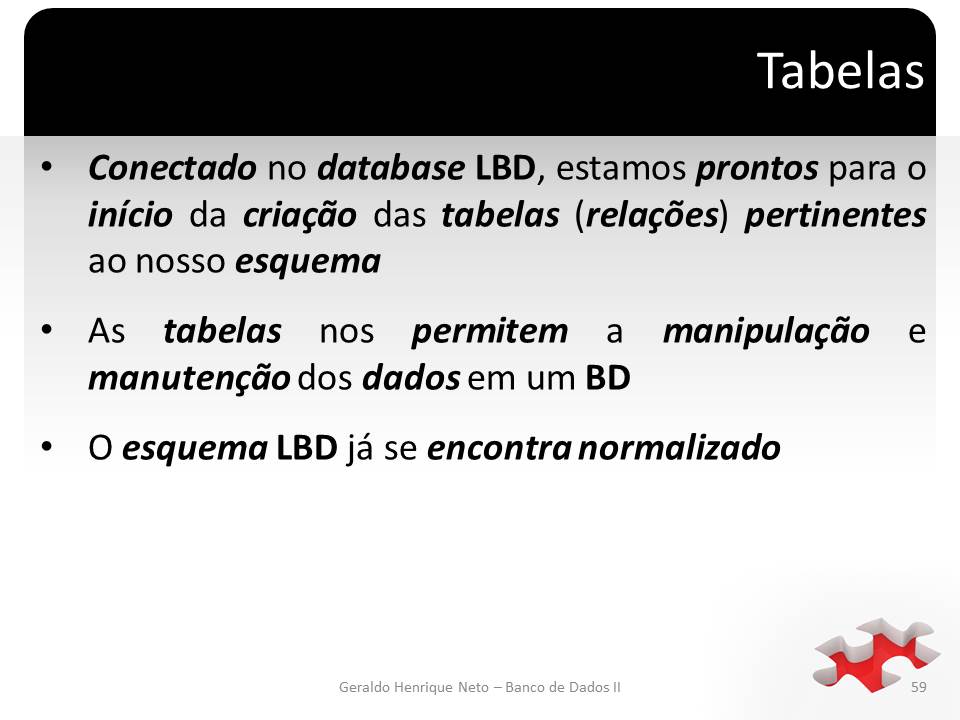 Tabelas
• Conectado no database LBD, estamos prontos para o
início da criação das tabelas (relações) pertinentes
ao nosso esquema
• As tabelas nos permitem a manipulação e
manutenção dos dados em um BD
• O esquema LBD já se encontra normalizado
Geraldo Henrique Neto – Banco de Dados II
59